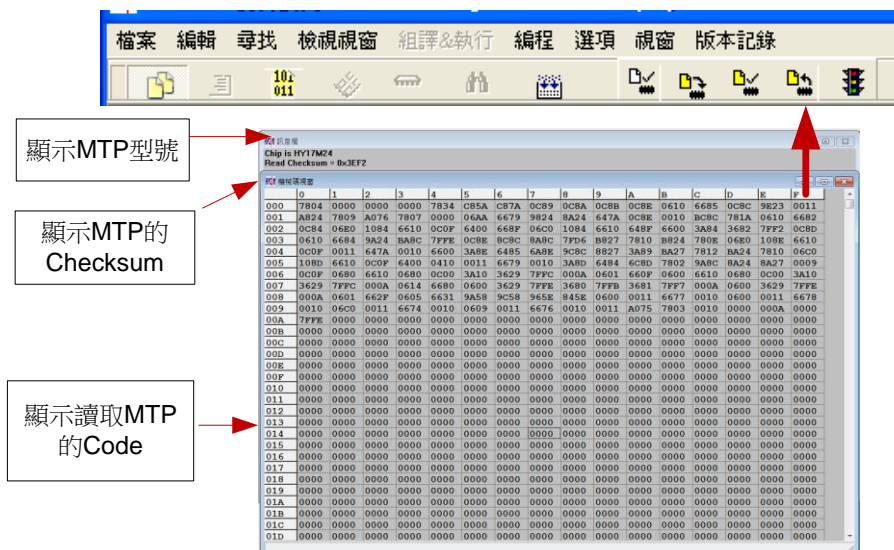 檔案 編輯 尋找 檢視視窗 組譯&執行 編程 選項 視窗 版本記錄
101
011
顯示MTP型號
訊息欄
Chip is HY17M24
Read Checksum = 0x3EF2
機械碼視窗
顯示MTP的
Checksum
顯示讀取MTP
的Code
0 1 2 3 4 5 6 7 8 9 A B C D E F
000 7804 0000 0000 0000 7834 C85A C87A 0C89 0C8A 0C8B 0C8E 0610 6685 0C8C 9E23 0011
001 A824 7809 A076 7807 0000 06AA 6679 9824 8A24 647A 0C8E 0010 BC8C 781A 0610 6682
002 0C84 06E0 1084 6610 0C0F 6400 668F 06C0 1084 6610 648F 6600 3A84 3682 7FF2 0C8D
003 0610 6684 9A24 BA8C 7FFE 0C8E 8C8C 8A8C 7FD6 B827 7810 B824 780E 06E0 108E 6610
004 0C0F 0011 647A 0010 6600 3A8E 6485 6A8E 9C8C 8827 3A89 BA27 7812 BA24 7810 06C0
005 108D 6610 0C0F 6400 0410 0011 6679 0010 3A8D 6484 6C8D 7802 9A8C 8A24 8A27 0009
006 0C0F 0680 6610 0680 0C00 3A10 3629 7FFC 000A 0601 660F 0600 6610 0680 0C00 3A10
007 3629 7FFC 000A 0614 6680 0600 3629 7FFE 3680 7FFB 3681 7FF7 000A 0600 3629 7FFE
008 000A 0601 662F 0605 6631 9A58 9C58 965E 845E 0600 0011 6677 0010 0600 0011 6678
009 0010 06C0 0011 6674 0010 0609 0011 6676 0010 0011 A075 7803 0010 0000 000A 0000
00A 7FFE 0000 0000 0000 0000 0000 0000 0000 0000 0000 0000 0000 0000 0000 0000 0000
00B 0000 0000 0000 0000 0000 0000 0000 0000 0000 0000 0000 0000 0000 0000 0000 0000
00C 0000 0000 0000 0000 0000 0000 0000 0000 0000 0000 0000 0000 0000 0000 0000 0000
00D 0000 0000 0000 0000 0000 0000 0000 0000 0000 0000 0000 0000 0000 0000 0000 0000
00E 0000 0000 0000 0000 0000 0000 0000 0000 0000 0000 0000 0000 0000 0000 0000 0000
00F 0000 0000 0000 0000 0000 0000 0000 0000 0000 0000 0000 0000 0000 0000 0000 0000
010 0000 0000 0000 0000 0000 0000 0000 0000 0000 0000 0000 0000 0000 0000 0000 0000
011 0000 0000 0000 0000 0000 0000 0000 0000 0000 0000 0000 0000 0000 0000 0000 0000
012 0000 0000 0000 0000 0000 0000 0000 0000 0000 0000 0000 0000 0000 0000 0000 0000
013 0000 0000 0000 0000 0000 0000 0000 0000 0000 0000 0000 0000 0000 0000 0000 0000
014 0000 0000 0000 0000 0000 0000 0000 0000 0000 0000 0000 0000 0000 0000 0000 0000
015 0000 0000 0000 0000 0000 0000 0000 0000 0000 0000 0000 0000 0000 0000 0000 0000
016 0000 0000 0000 0000 0000 0000 0000 0000 0000 0000 0000 0000 0000 0000 0000 0000
017 0000 0000 0000 0000 0000 0000 0000 0000 0000 0000 0000 0000 0000 0000 0000 0000
018 0000 0000 0000 0000 0000 0000 0000 0000 0000 0000 0000 0000 0000 0000 0000 0000
019 0000 0000 0000 0000 0000 0000 0000 0000 0000 0000 0000 0000 0000 0000 0000 0000
01A 0000 0000 0000 0000 0000 0000 0000 0000 0000 0000 0000 0000 0000 0000 0000 0000
01B 0000 0000 0000 0000 0000 0000 0000 0000 0000 0000 0000 0000 0000 0000 0000 0000
01C 0000 0000 0000 0000 0000 0000 0000 0000 0000 0000 0000 0000 0000 0000 0000 0000
01D 0000 0000 0000 0000 0000 0000 0000 0000 0000 0000 0000 0000 0000 0000 0000 0000